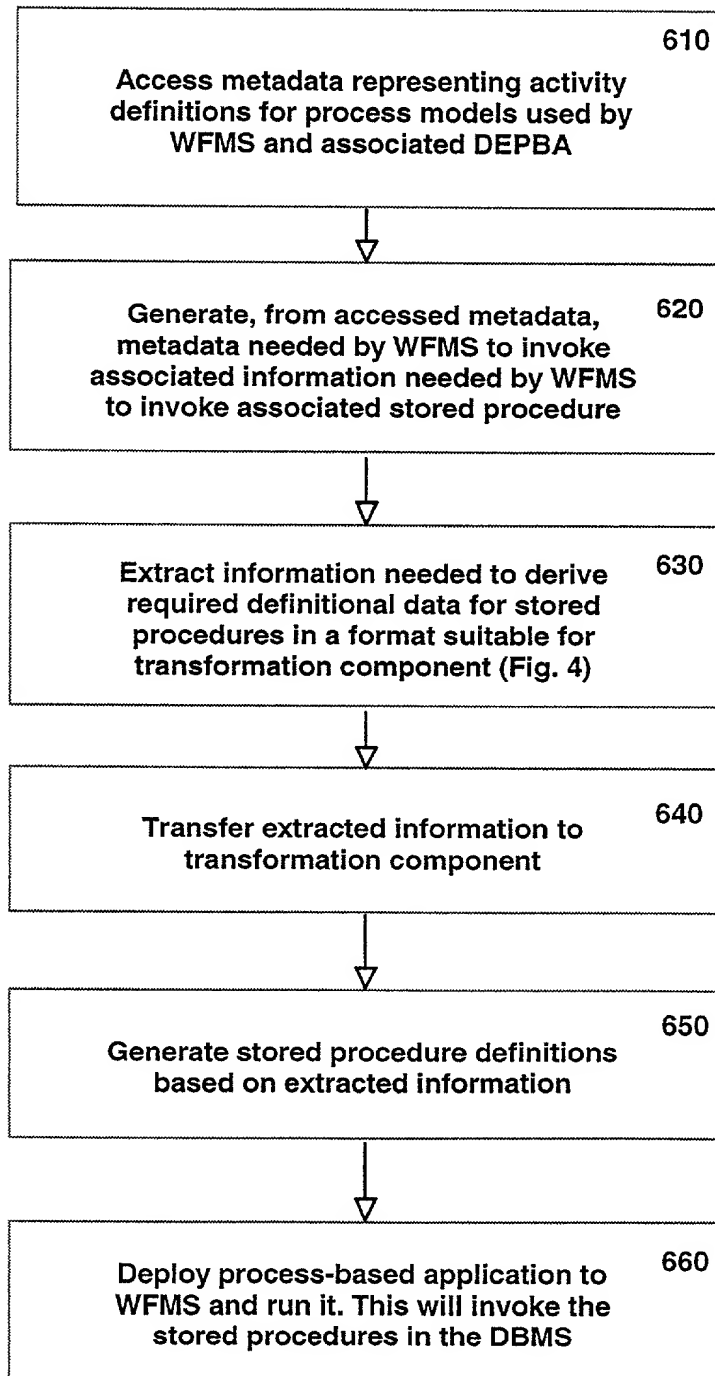 610
Access metadata representing activity
definitions for process models used by
WFMS and associated DEPBA
620
Generate, from accessed metadata,
metadata needed by WFMS to invoke
associated information needed by WFMS
to invoke associated stored procedure
630
Extract information needed to derive
required definitional data for stored
procedures in a format suitable for
transformation component (Fig. 4)
640
Transfer extracted information to
transformation component
650
Generate stored procedure definitions
based on extracted information
660
Deploy process-based application to
WFMS and run it. This will invoke the
stored procedures in the DBMS